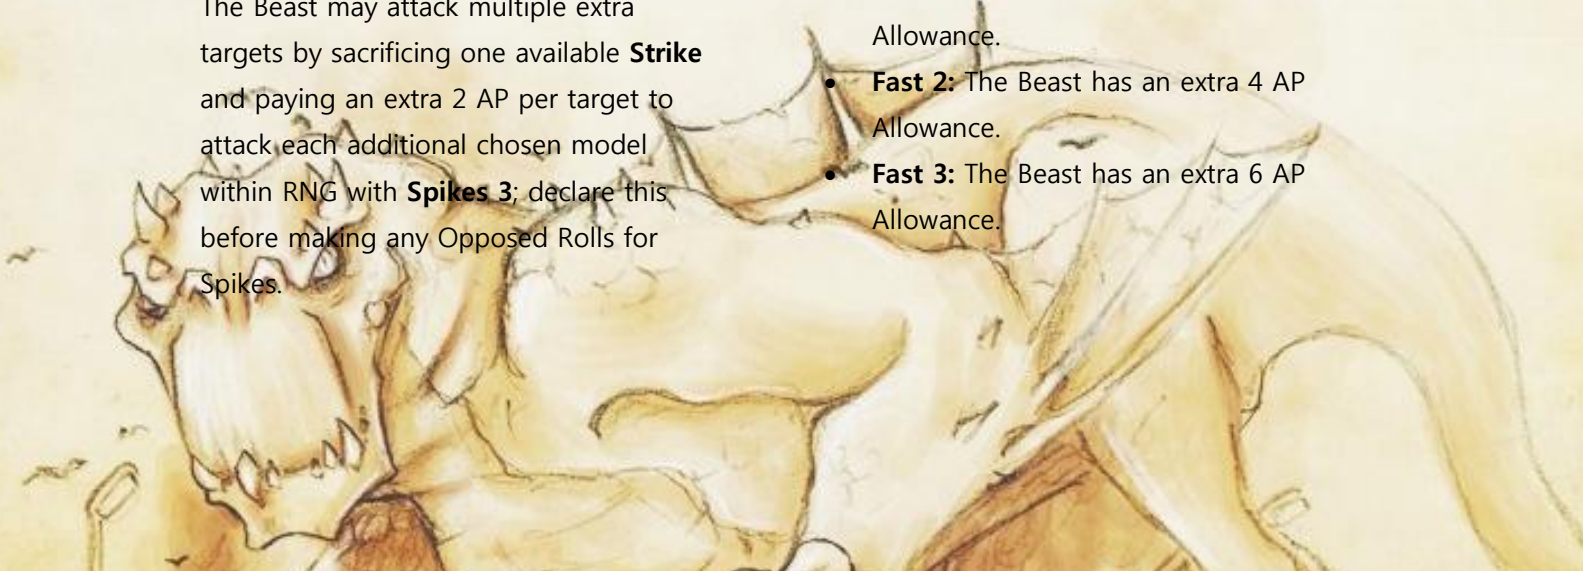 The Beast may attack multiple extra
targets by sacrificing one available Strike
and paying an extra 2 AP per target to
attack each additional chosen model
within RNG with Spikes 3; declare this
before making any Opposed Rolls for
Spikes.
Allowance.
• Fast 2: The Beast has an extra 4 AP
Allowance.
• Fast 3: The Beast has an extra 6 AP
Allowance.